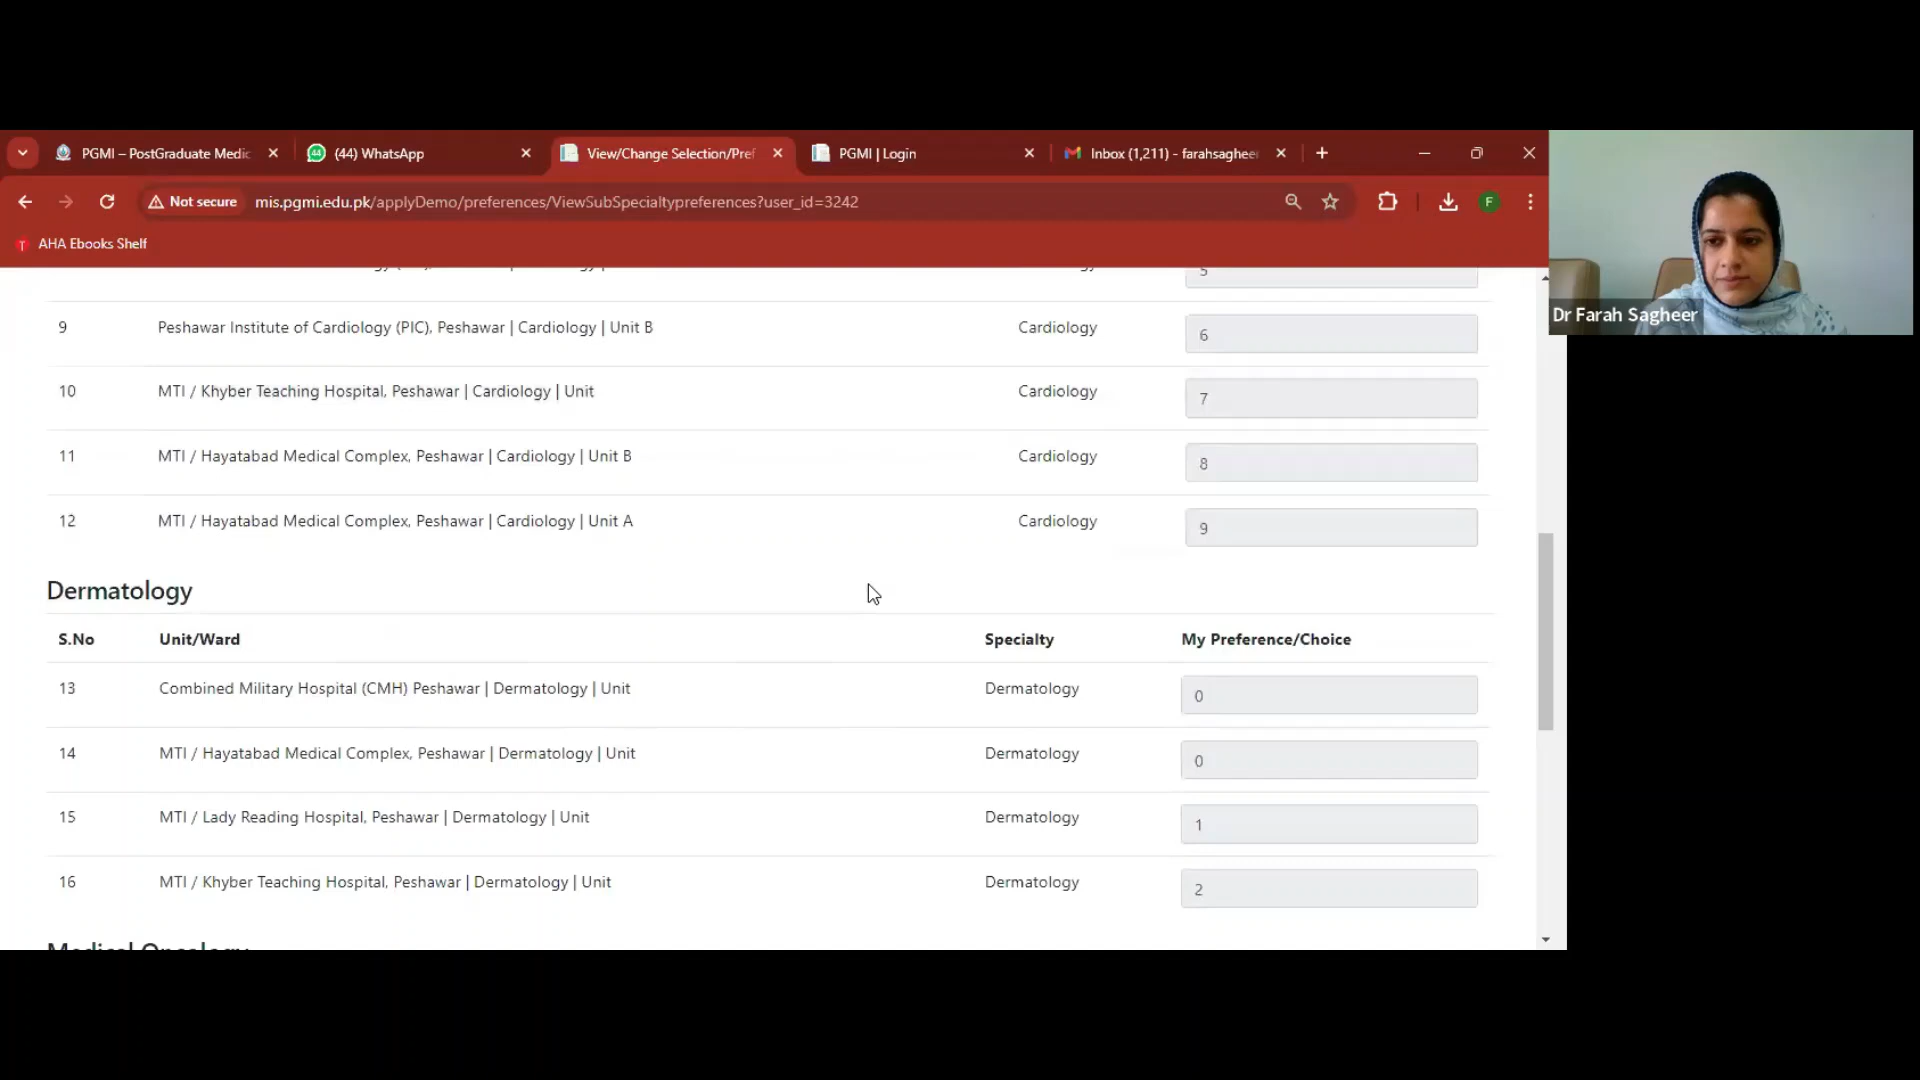 PGMI – PostGraduate Medic
(44) WhatsApp
View/Change Selection/Pref
PGMI | Login
Inbox (1,211) - farahsagheer
Not secure
mis.pgmi.edu.pk/applyDemo/preferences/ViewSubSpecialtypreferences?user_id=3242
F
AHA Ebooks Shelf
Dr Farah Sagheer
5
9 Peshawar Institute of Cardiology (PIC), Peshawar | Cardiology | Unit B Cardiology 6
10 MTI / Khyber Teaching Hospital, Peshawar | Cardiology | Unit Cardiology 7
11 MTI / Hayatabad Medical Complex, Peshawar | Cardiology | Unit B Cardiology 8
12 MTI / Hayatabad Medical Complex, Peshawar | Cardiology | Unit A Cardiology 9
Dermatology
S.No Unit/Ward Specialty My Preference/Choice
13 Combined Military Hospital (CMH) Peshawar | Dermatology | Unit Dermatology 0
14 MTI / Hayatabad Medical Complex, Peshawar | Dermatology | Unit Dermatology 0
15 MTI / Lady Reading Hospital, Peshawar | Dermatology | Unit Dermatology 1
16 MTI / Khyber Teaching Hospital, Peshawar | Dermatology | Unit Dermatology 2
Medical Oncology